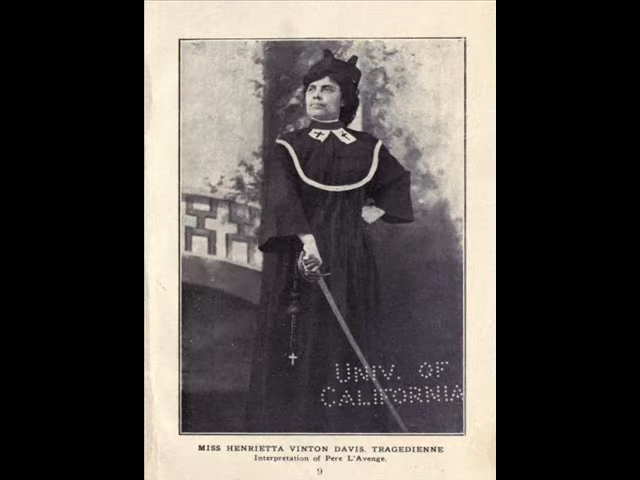 UNIV. OF
CALIFORNIA
MISS HENRIETTA VINTON DAVIS. TRAGEDIENNE
Interpretation of Pere L'Avenge.
9